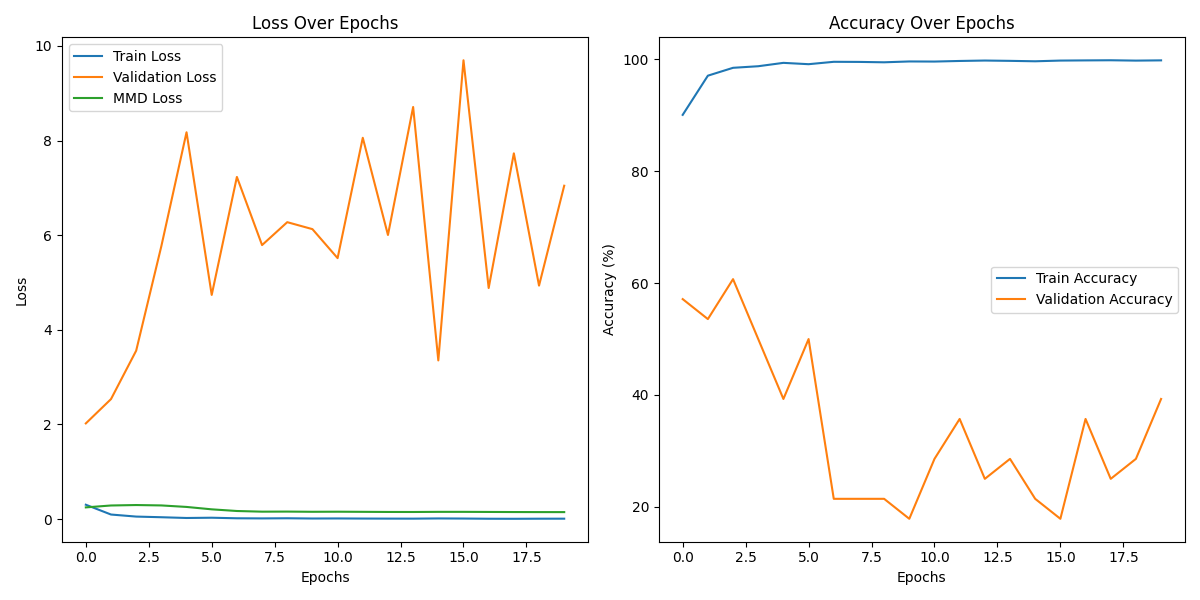 Loss Over Epochs
Train Loss
Validation Loss
MMD Loss
10
8
6
4
2
0
Loss
0.0 2.5 5.0 7.5 10.0 12.5 15.0 17.5
Epochs
Accuracy Over Epochs
Train Accuracy
Validation Accuracy
100
80
60
40
20
Accuracy (%)
0.0 2.5 5.0 7.5 10.0 12.5 15.0 17.5
Epochs